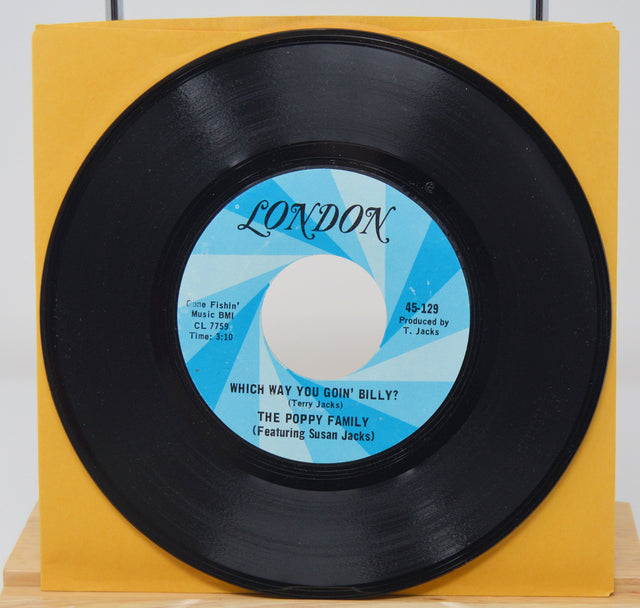 LONDON
Gone Fishin'
Music BMI
CL 7759
Time: 3:10
45-129
Produced by
T. Jacks
WHICH WAY YOU GOIN' BILLY?
(Terry Jacks)
THE POPPY FAMILY
(Featuring Susan Jacks)